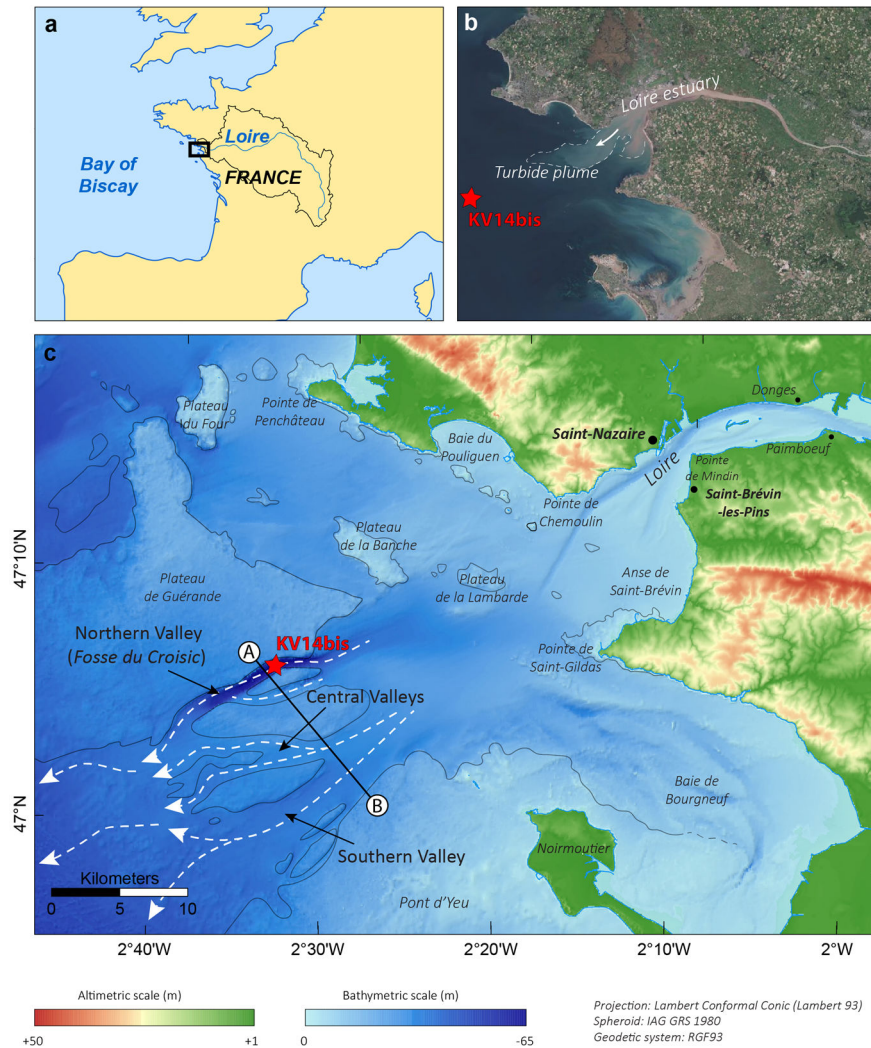 a
Loire
Bay of
Biscay
FRANCE
b
Loire estuary
Turbide plume
KV14bis
c
Plateau
du Four
Pointe de
Penchâteau
Baie du
Pouliguen
Saint-Nazaire
Donges
Loire
Paimboeuf
Pointe
de Mindin
Saint-Brévin
-les-Pins
Pointe de
Chemoulin
Plateau
de la Banche
Plateau
de la Lambarde
Anse de
Saint-Brévin
Plateau
de Guérande
Northern Valley
(Fosse du Croisic)
KV14bis
A
Pointe de
Saint-Gildas
Central Valleys
B
Baie de
Bourgneuf
Southern Valley
Noirmoutier
Pont d'Yeu
Kilometers
0 5 10
47°10'N
47°N
2°40'W 2°30'W 2°20'W 2°10'W 2°W
Altimetric scale (m)
+50 +1
Bathymetric scale (m)
0 -65
Projection: Lambert Conformal Conic (Lambert 93)
Spheroid: IAG GRS 1980
Geodetic system: RGF93